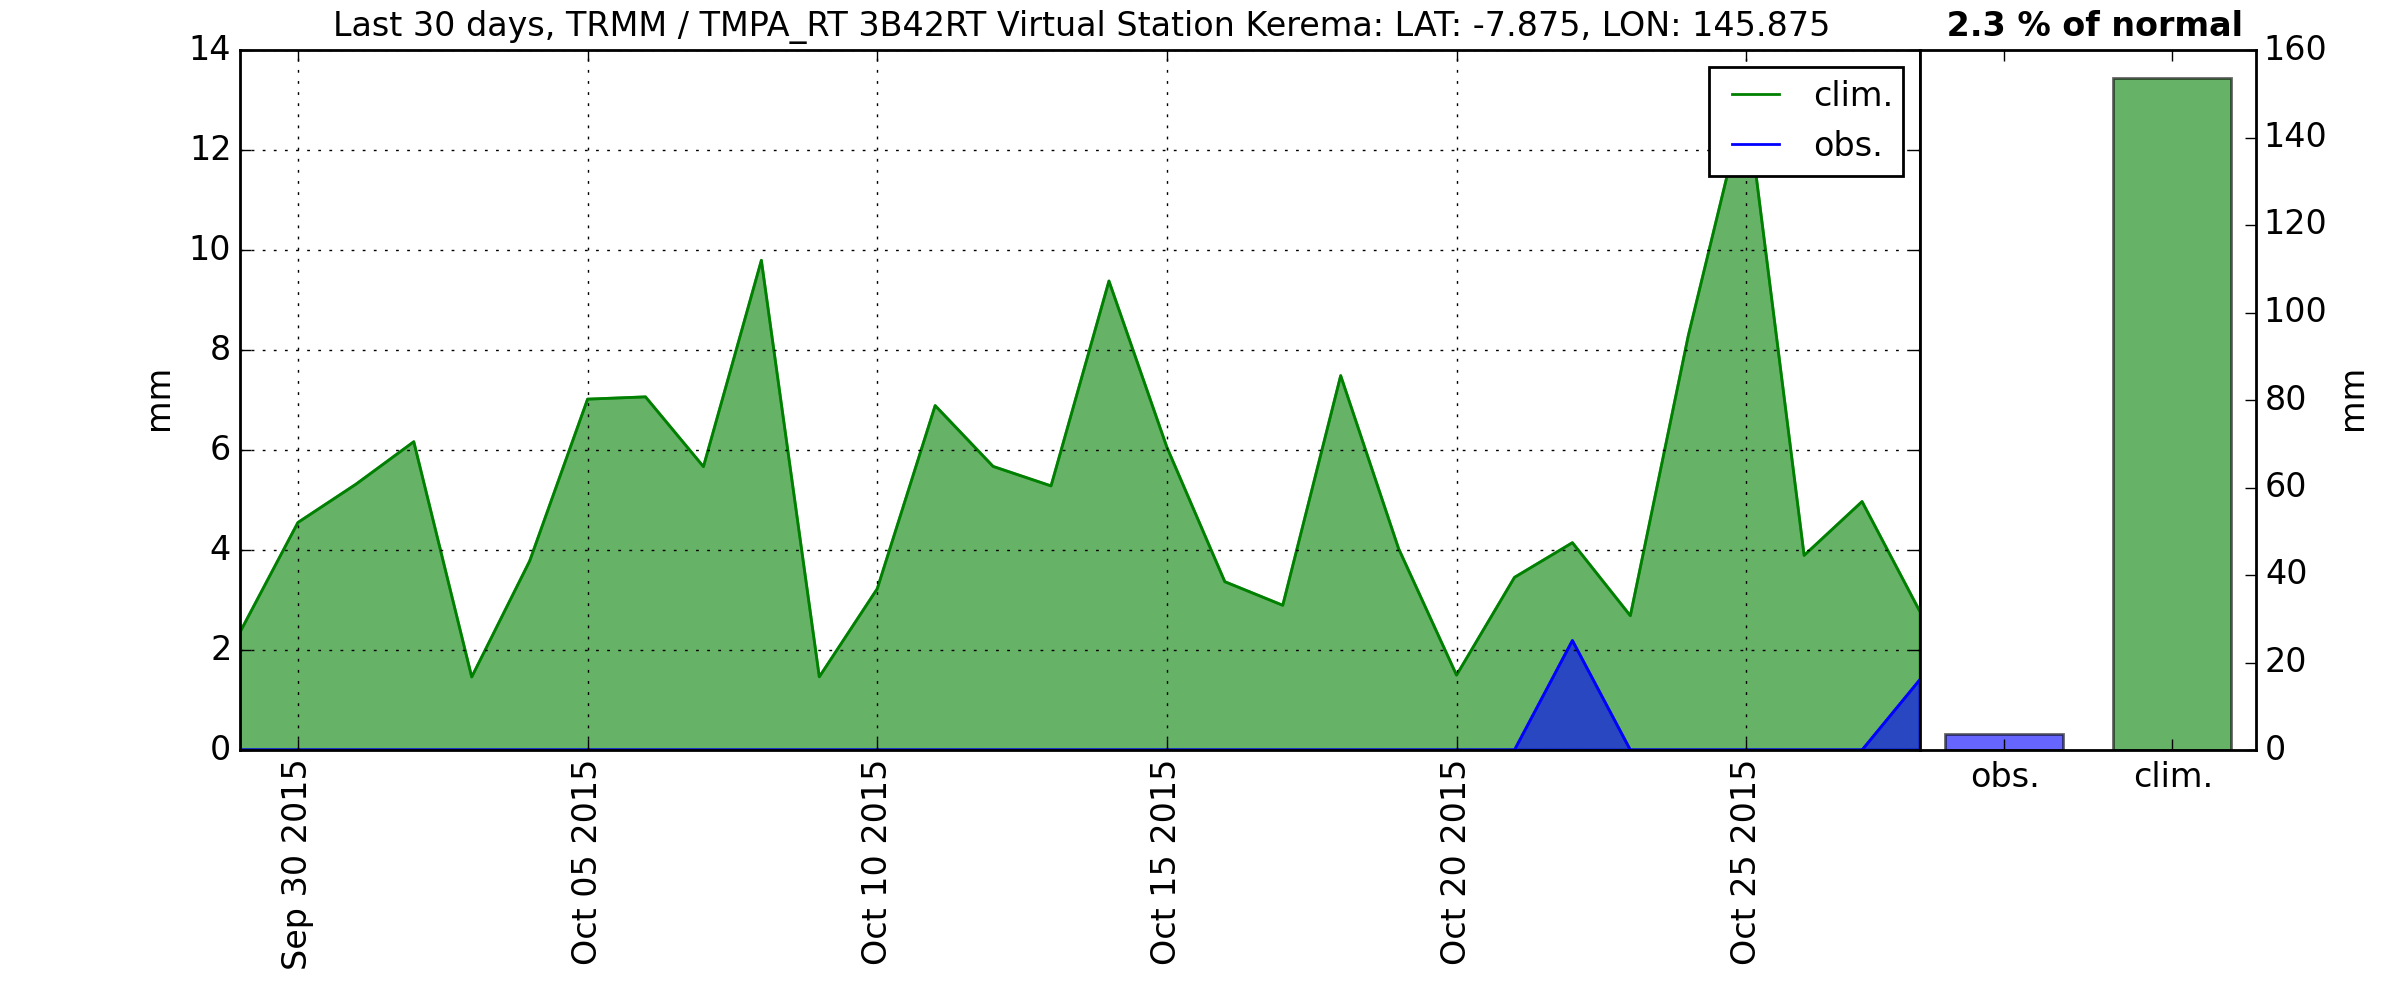 Last 30 days, TRMM / TMPA_RT 3B42RT Virtual Station Kerema: LAT: -7.875, LON: 145.875
2.3 % of normal
14
12
10
8
6
4
2
0
mm
clim.
obs.
Sep 30 2015
Oct 05 2015
Oct 10 2015
Oct 15 2015
Oct 20 2015
Oct 25 2015
160
140
120
100
80
60
40
20
0
mm
obs.
clim.